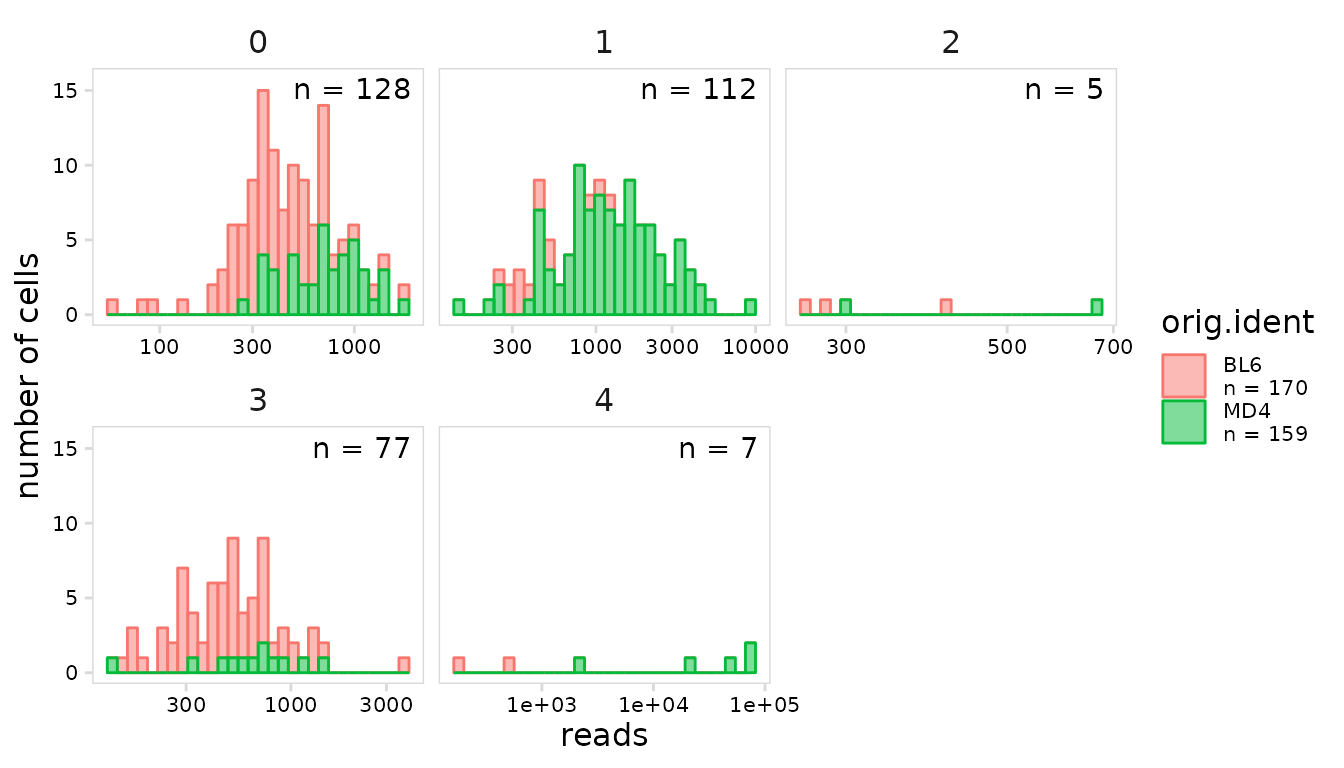 0
1
2
n = 128
n = 112
n = 5
15
10
5
0
100 300 1000
300 1000 3000 10000
300 500 700
number of cells
3
4
n = 77
n = 7
15
10
5
0
300 1000 3000
1e+03 1e+04 1e+05
reads
orig.ident
BL6
n = 170
MD4
n = 159